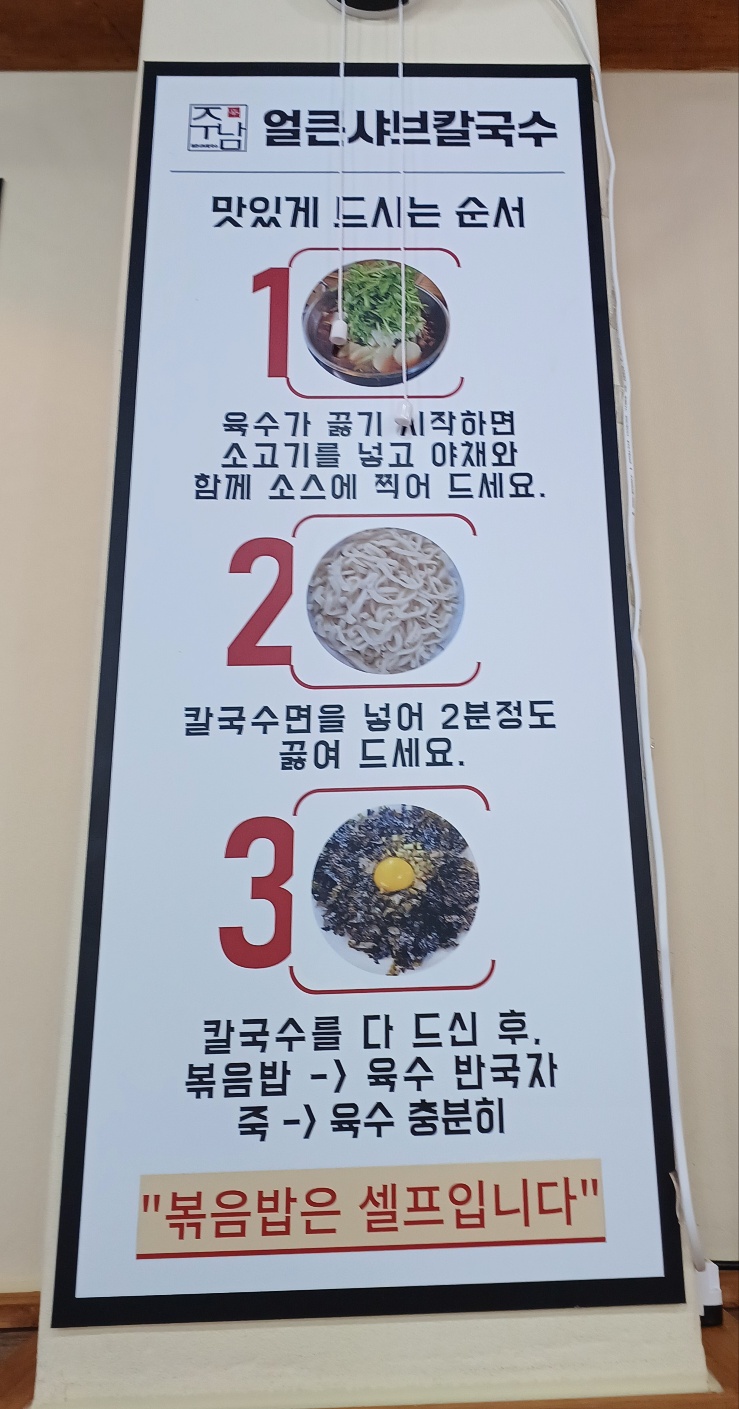 주남 얼큰샤브칼국수
맛있게 드시는 순서
1
육수가 끓기 시작하면
소고기를 넣고 야채와
함께 소스에 찍어 드세요.
2
칼국수면을 넣어 2분정도
끓여 드세요.
3
칼국수를 다 드신 후,
볶음밥 -> 육수 반국자
죽 -> 육수 충분히
"볶음밥은 셀프입니다"